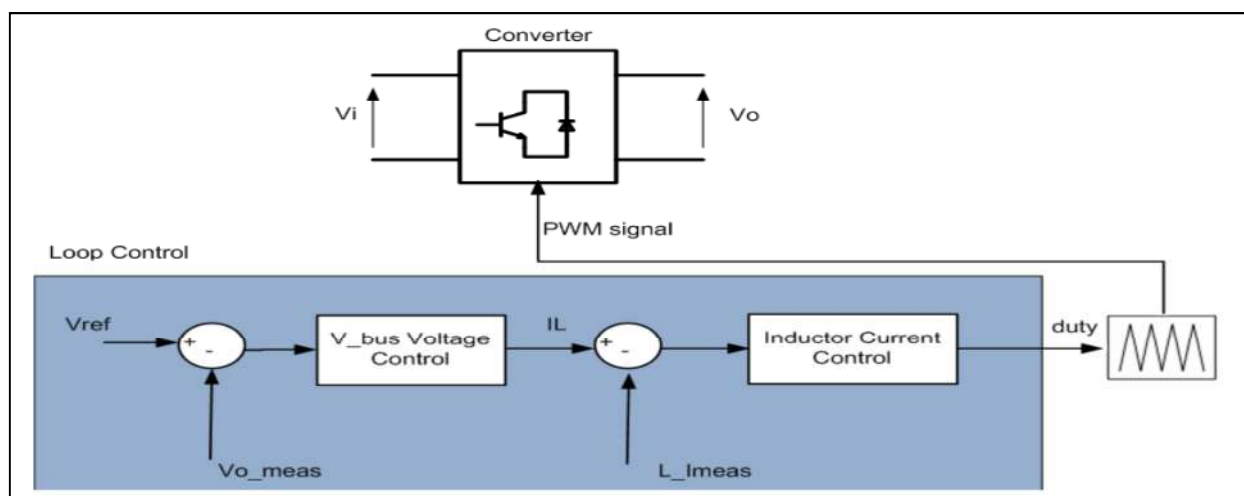 Converter
Vi
Vo
PWM signal
Loop Control
Vref
+
-
V_bus Voltage
Control
IL
+
-
Inductor Current
Control
duty
Vo_meas
L_Imeas